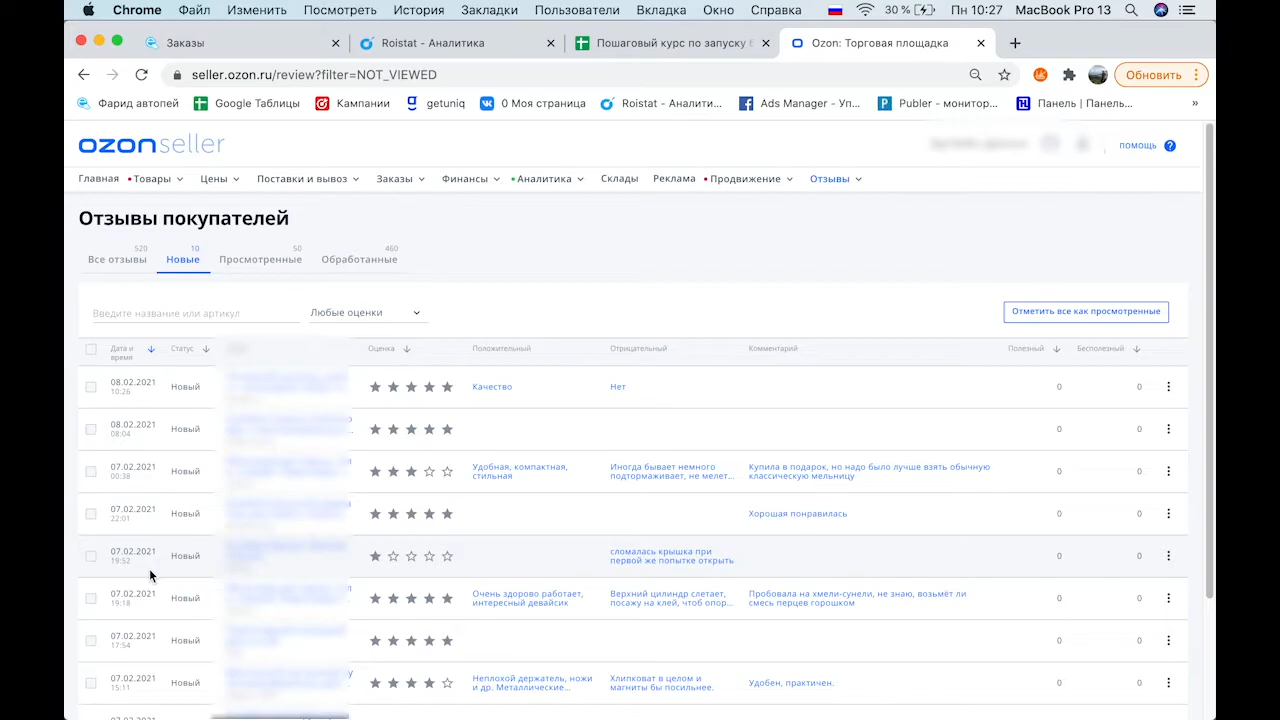 Chrome Файл Изменить Посмотреть История Закладки Пользователи Вкладка Окно Справка 30 % Пн 10:27 MacBook Pro 13
Заказы
Roistat - Аналитика
Пошаговый курс по запуску
Ozon: Торговая площадка
seller.ozon.ru/review?filter=NOT_VIEWED
Обновить
Фарид автопей Google Таблицы Кампании getuniq 0 Моя страница Roistat - Аналити... Ads Manager - Уп... Publer - монитор... Панель | Панель... »
ozon seller
ПОМОЩЬ ?
Главная Товары Цены Поставки и вывоз Заказы Финансы Аналитика Склады Реклама Продвижение Отзывы
Отзывы покупателей
520 10 50 460
Все отзывы Новые Просмотренные Обработанные
Введите название или артикул Любые оценки Отметить все как просмотренные
Дата и время Статус Оценка Положительный Отрицательный Комментарий Полезный Бесполезный
08.02.2021 Новый Качество Нет 0 0
10:26
08.02.2021 Новый 0 0
08:04
07.02.2021 Новый Удобная, компактная, Иногда бывает немного Купила в подарок, но надо было лучше взять обычную 0 0
00:38 стильная подтормаживает, не мелет... классическую мельницу
07.02.2021 Новый Хорошая понравилась 0 0
22:01
07.02.2021 Новый сломалась крышка при 0 0
19:52 первой же попытке открыть
07.02.2021 Новый Очень здорово работает, Верхний цилиндр слетает, Пробовала на хмели-сунели, не знаю, возьмёт ли 0 0
19:18 интересный девайсик посажу на клей, чтоб опор... смесь перцев горошком
07.02.2021 Новый 0 0
17:54
07.02.2021 Новый Неплохой держатель, ножи Хлипковат в целом и Удобен, практичен. 0 0
15:11 и др. Металлические... магниты бы посильнее.